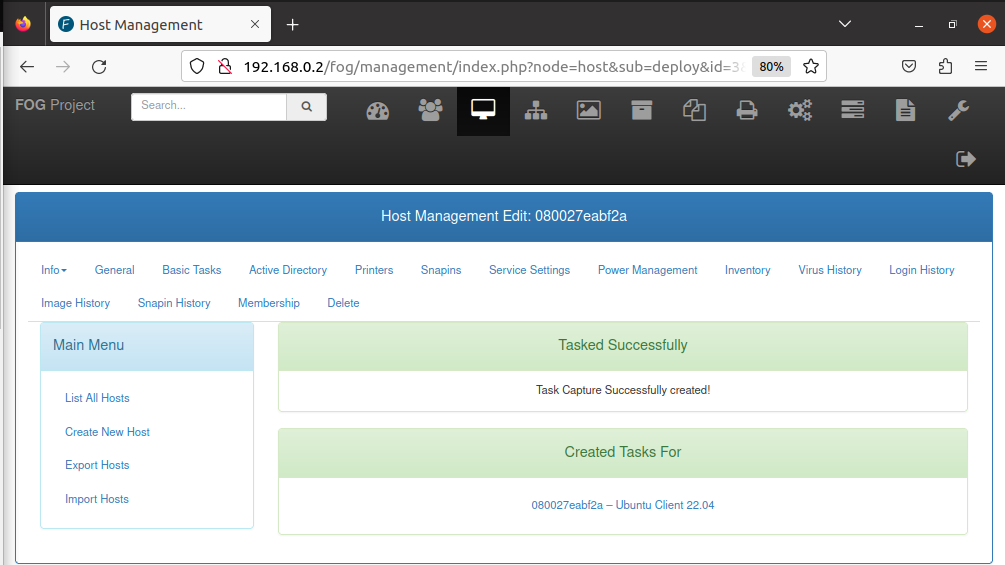 Host Management
192.168.0.2/fog/management/index.php?node=host&sub=deploy&id=38 80%
FOG Project Search...
Host Management Edit: 080027eabf2a
Info General Basic Tasks Active Directory Printers Snapins Service Settings Power Management Inventory Virus History Login History
Image History Snapin History Membership Delete
Main Menu
List All Hosts
Create New Host
Export Hosts
Import Hosts
Tasked Successfully
Task Capture Successfully created!
Created Tasks For
080027eabf2a – Ubuntu Client 22.04